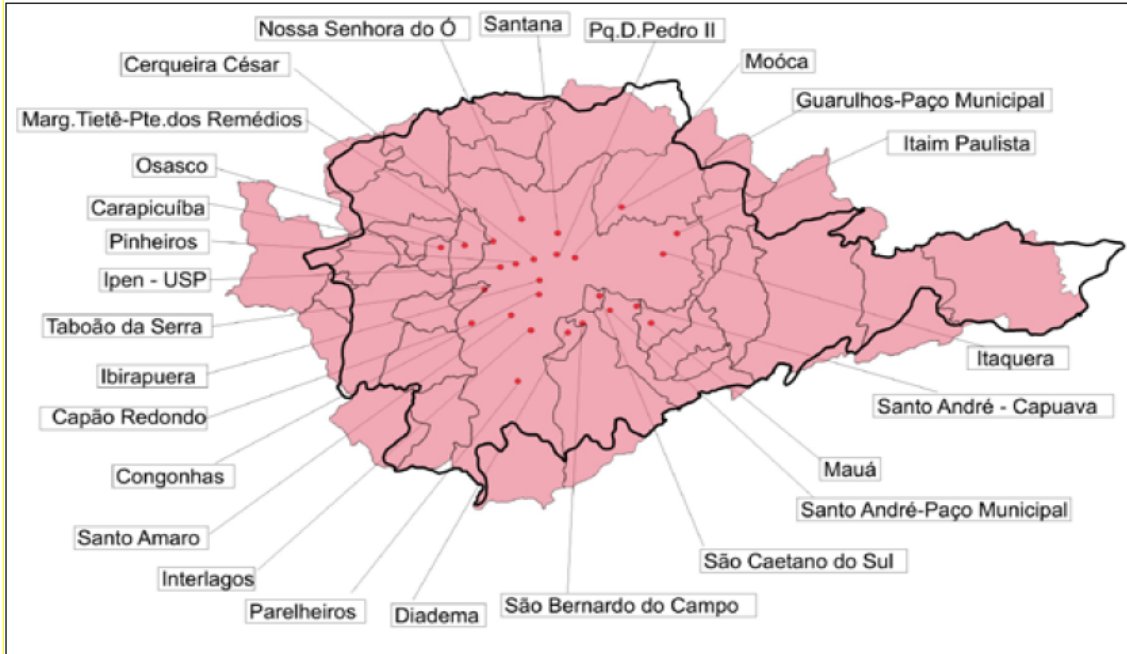 Nossa Senhora do Ó
Santana
Pq.D.Pedro II
Cerqueira César
Moóca
Marg.Tietê-Pte.dos Remédios
Guarulhos-Paço Municipal
Osasco
Itaim Paulista
Carapicuíba
Pinheiros
Ipen - USP
Taboão da Serra
Itaquera
Ibirapuera
Santo André - Capuava
Capão Redondo
Mauá
Congonhas
Santo André-Paço Municipal
Santo Amaro
São Caetano do Sul
Interlagos
São Bernardo do Campo
Parelheiros
Diadema